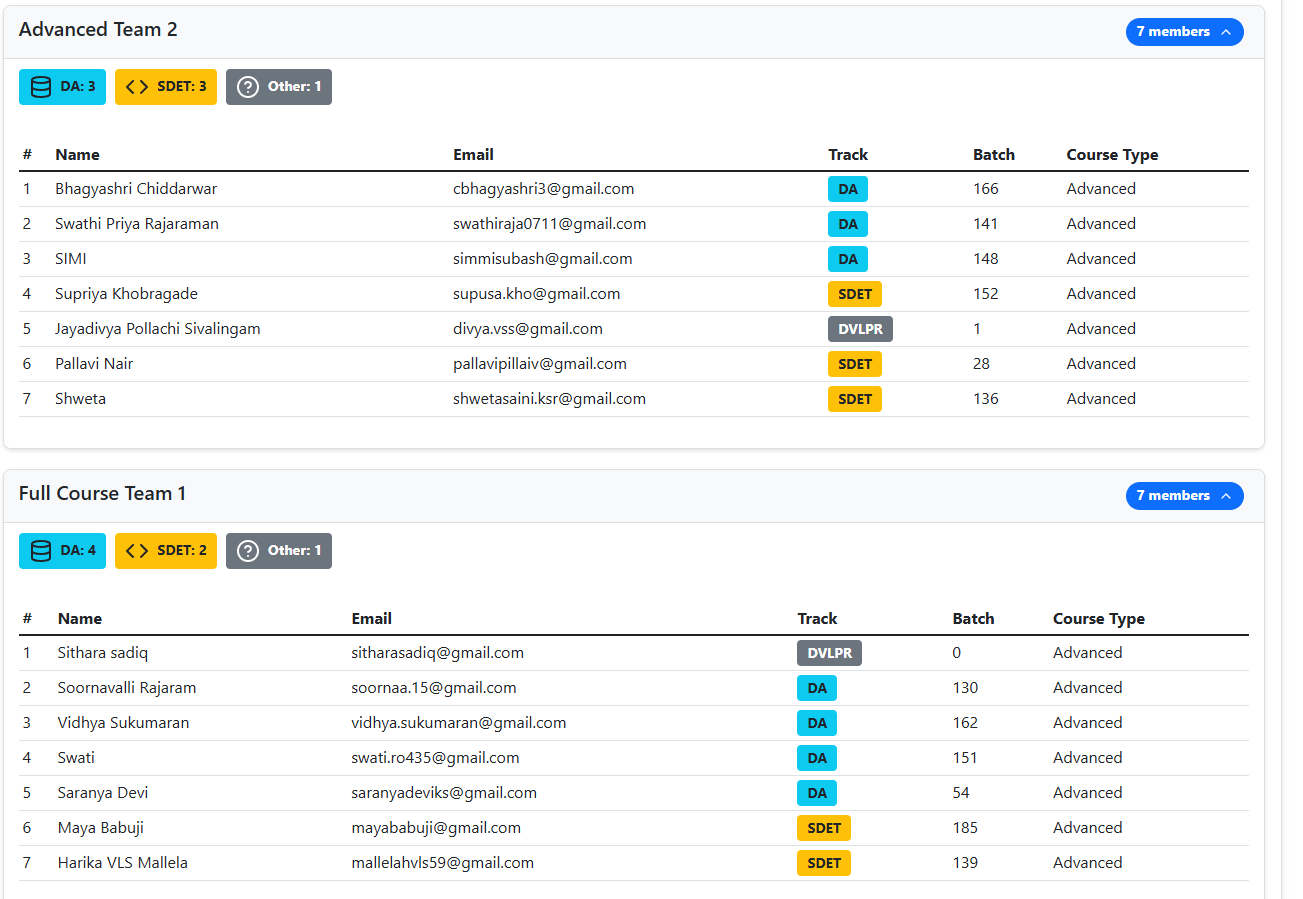 Advanced Team 2
7 members
DA: 3 SDET: 3 Other: 1
# Name Email Track Batch Course Type
1 Bhagyashri Chiddarwar cbhagyashri3@gmail.com DA 166 Advanced
2 Swathi Priya Rajaraman swathiraja0711@gmail.com DA 141 Advanced
3 SIMI simmisubash@gmail.com DA 148 Advanced
4 Supriya Khobragade supusa.kho@gmail.com SDET 152 Advanced
5 Jayadivya Pollachi Sivalingam divya.vss@gmail.com DVLPR 1 Advanced
6 Pallavi Nair pallavipillaiv@gmail.com SDET 28 Advanced
7 Shweta shwetasaini.ksr@gmail.com SDET 136 Advanced
Full Course Team 1
7 members
DA: 4 SDET: 2 Other: 1
# Name Email Track Batch Course Type
1 Sithara sadiq sitharasadiq@gmail.com DVLPR 0 Advanced
2 Soornavalli Rajaram soornaa.15@gmail.com DA 130 Advanced
3 Vidhya Sukumaran vidhya.sukumaran@gmail.com DA 162 Advanced
4 Swati swati.ro435@gmail.com DA 151 Advanced
5 Saranya Devi saranyadeviks@gmail.com DA 54 Advanced
6 Maya Babuji mayababuji@gmail.com SDET 185 Advanced
7 Harika VLS Mallela mallelahvls59@gmail.com SDET 139 Advanced